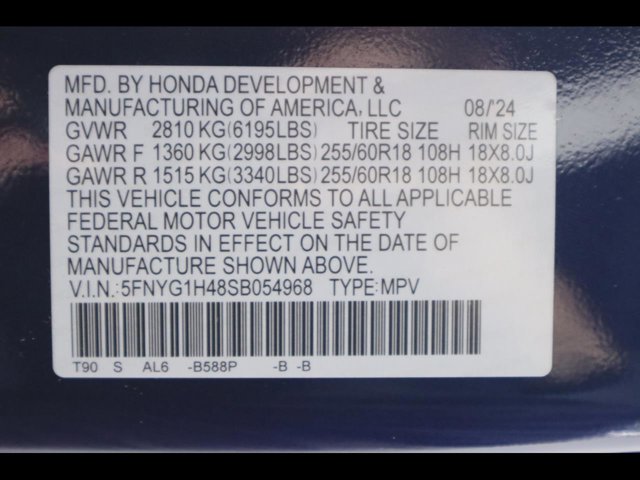 MFD. BY HONDA DEVELOPMENT &
MANUFACTURING OF AMERICA, LLC 08/'24
GVWR 2810 KG(6195LBS) TIRE SIZE RIM SIZE
GAWR F 1360 KG(2998LBS) 255/60R18 108H 18X8.0J
GAWR R 1515 KG(3340LBS) 255/60R18 108H 18X8.0J
THIS VEHICLE CONFORMS TO ALL APPLICABLE
FEDERAL MOTOR VEHICLE SAFETY
STANDARDS IN EFFECT ON THE DATE OF
MANUFACTURE SHOWN ABOVE.
V.I.N.:5FNYG1H48SB054968 TYPE:MPV
T90 S AL6 -B588P -B -B